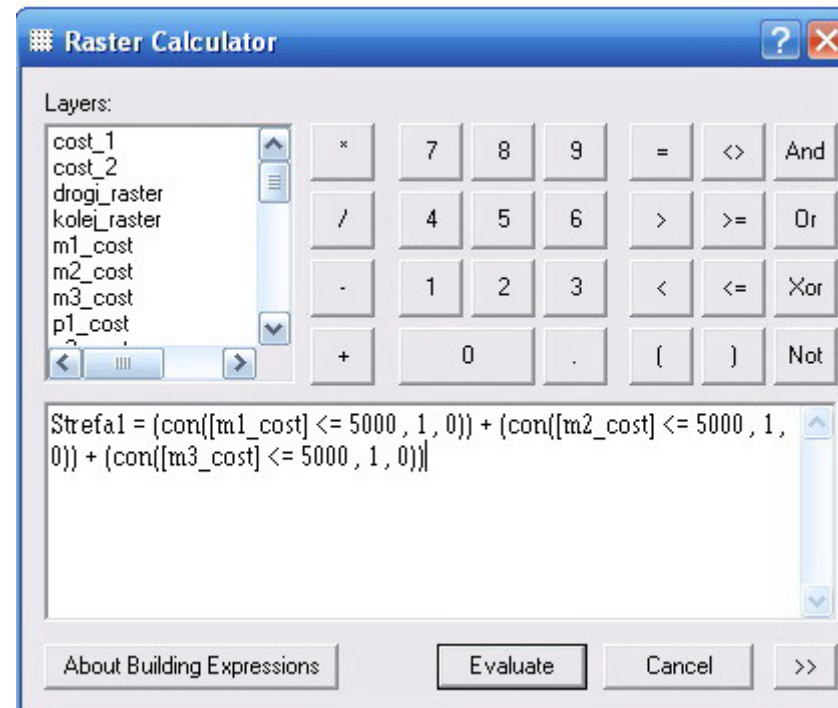 Raster Calculator
?
Layers:
cost_1
cost_2
drogi_raster
kolej_raster
m1_cost
m2_cost
m3_cost
p1_cost
* 7 8 9 = <> And
/ 4 5 6 > >= Or
- 1 2 3 < <= Xor
+ 0 . ( ) Not
Strefa1 = (con([m1_cost] <= 5000 , 1 , 0)) + (con([m2_cost] <= 5000 , 1 ,
0)) + (con([m3_cost] <= 5000 , 1 , 0))
About Building Expressions
Evaluate
Cancel
>>